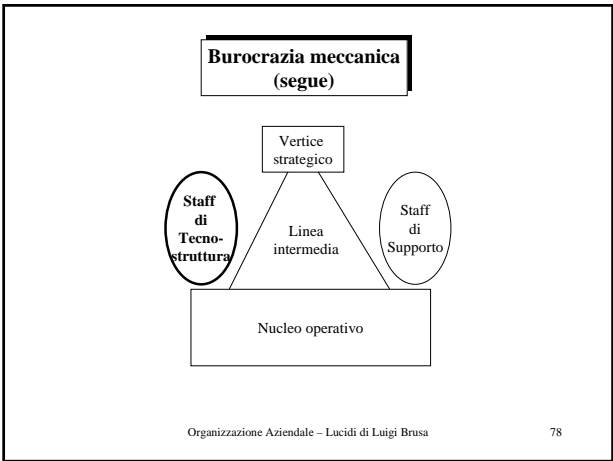 Burocrazia meccanica
(segue)
Vertice
strategico
Staff
di
Tecno-
struttura
Linea
intermedia
Staff
di
Supporto
Nucleo operativo
Organizzazione Aziendale – Lucidi di Luigi Brusa
78